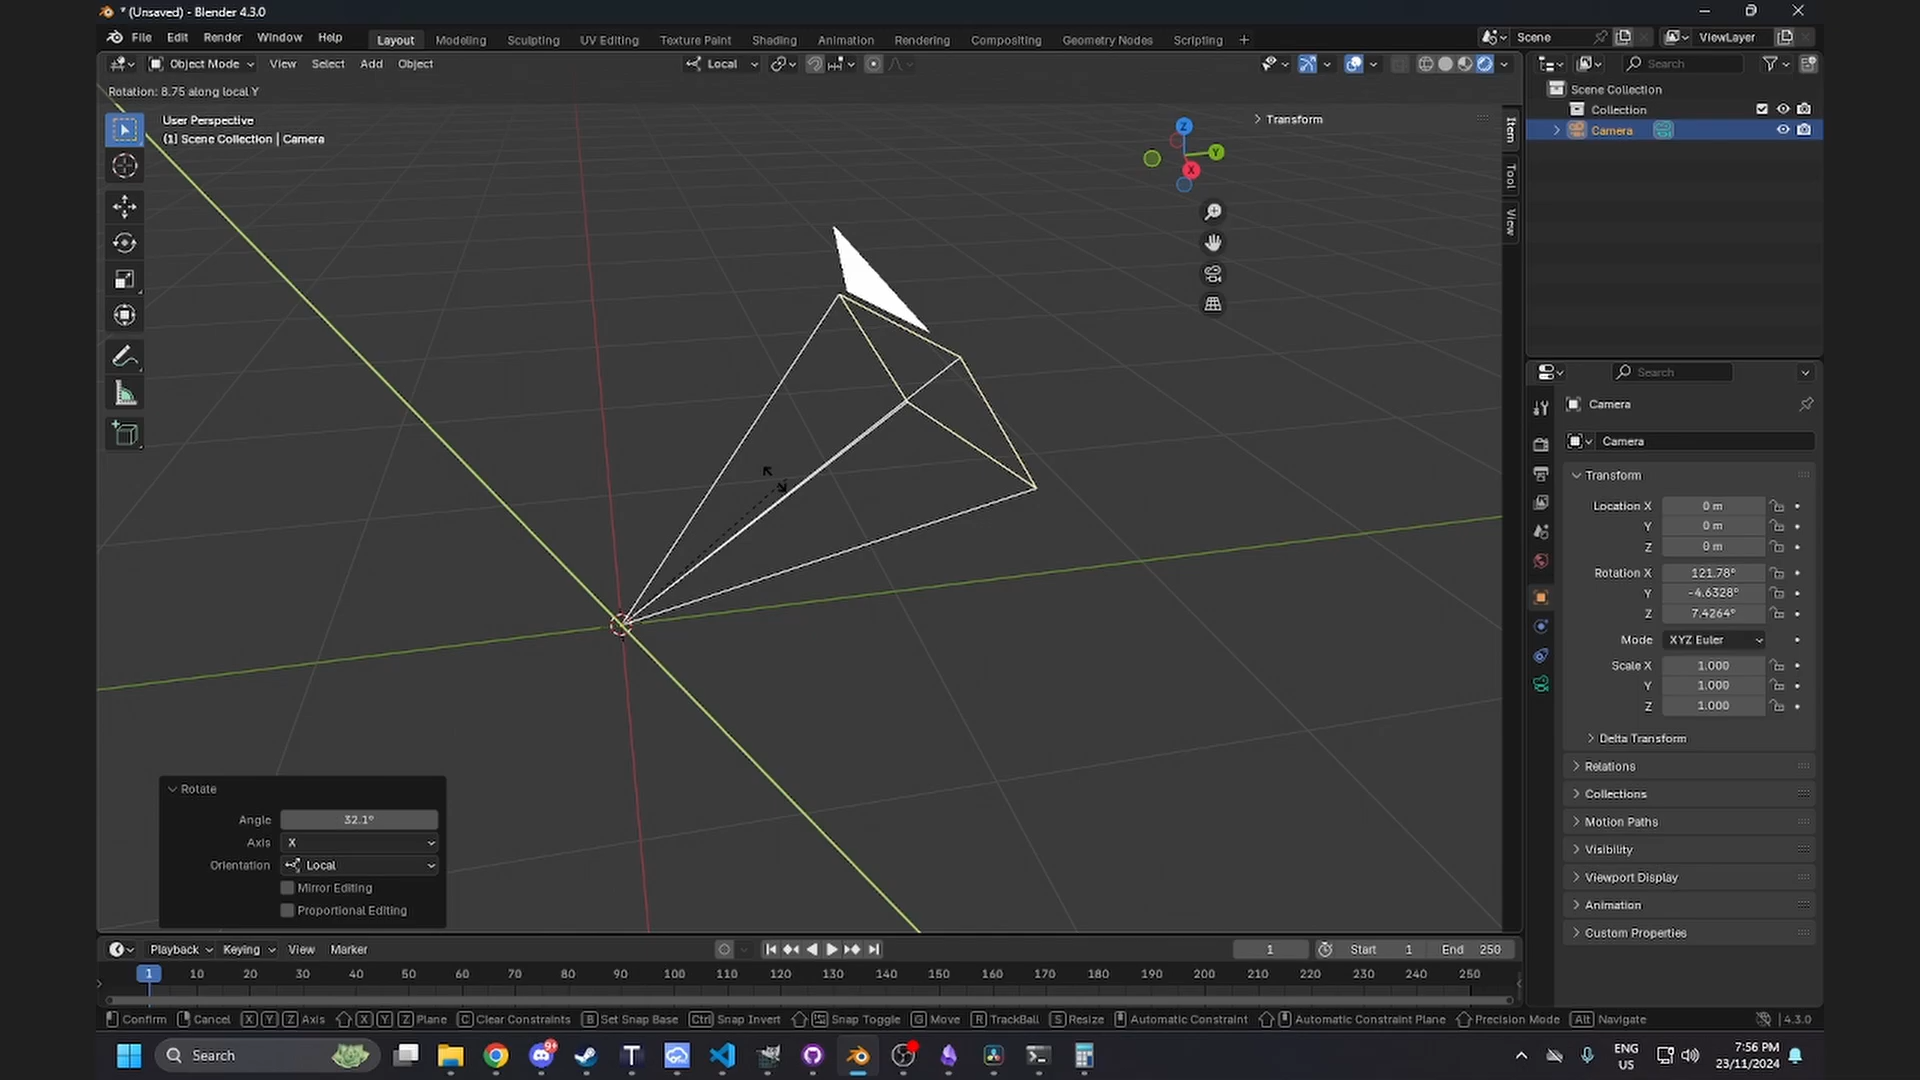 * (Unsaved) - Blender 4.3.0
File Edit Render Window Help
Layout Modeling Sculpting UV Editing Texture Paint Shading Animation Rendering Compositing Geometry Nodes Scripting +
Scene
ViewLayer
Object Mode View Select Add Object
Local
Search
Rotation: 8.75 along local Y
Scene Collection
Collection
Camera
User Perspective
(1) Scene Collection | Camera
Transform
Z
Y
X
Item
Tool
View
Search
Camera
Camera
Transform
Location X 0 m
Y 0 m
Z 0 m
Rotation X 121.78°
Y -4.6328°
Z 7.4264°
Mode XYZ Euler
Scale X 1.000
Y 1.000
Z 1.000
Delta Transform
Relations
Collections
Motion Paths
Visibility
Viewport Display
Animation
Custom Properties
Rotate
Angle 32.1°
Axis X
Orientation Local
Mirror Editing
Proportional Editing
Playback Keying View Marker
1 Start 1 End 250
1 10 20 30 40 50 60 70 80 90 100 110 120 130 140 150 160 170 180 190 200 210 220 230 240 250
Confirm Cancel X Y Z Axis X Y Z Plane C Clear Constraints B Set Snap Base Ctrl Snap Invert Snap Toggle G Move R TrackBall S Resize Automatic Constraint Automatic Constraint Plane Precision Mode Alt Navigate 4.3.0
Search
9+
T
ENG
US
7:56 PM
23/11/2024